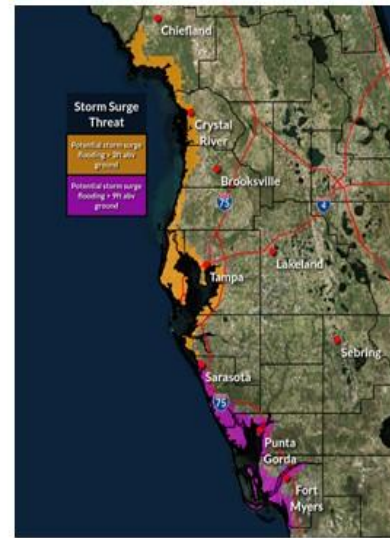 Chiefland
Storm Surge
Threat
Potential storm surge
flooding > 3ft abv
ground
Potential storm surge
flooding > 9ft abv
ground
Crystal
River
Brooksville
75
4
Tampa
Lakeland
Sebring
Sarasota
75
Punta
Gorda
Fort
Myers